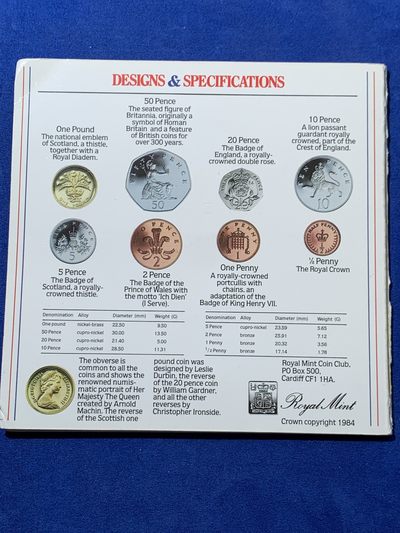 DESIGNS & SPECIFICATIONS
50 Pence
The seated figure of
Britannia, originally a
symbol of Roman
Britain and a feature
of British coins for
over 300 years.
One Pound
The national emblem
of Scotland, a thistle,
together with a
Royal Diadem.
20 Pence
The Badge of
England, a royally-
crowned double rose.
10 Pence
A lion passant
guardant royally
crowned, part of the
Crest of England.
5 Pence
The Badge of
Scotland, a royally-
crowned thistle.
2 Pence
The Badge of the
Prince of Wales with
the motto 'Ich Dien'
(I Serve).
One Penny
A royally-crowned
portcullis with
chains, an
adaptation of the
Badge of King Henry VII.
½ Penny
The Royal Crown
Denomination Alloy Diameter (mm) Weight (G)
One pound nickel-brass 22.50 9.50
50 Pence cupro-nickel 30.00 13.50
20 Pence cupro-nickel 21.40 5.00
10 Pence cupro-nickel 28.50 11.31
Denomination Alloy Diameter (mm) Weight (G)
5 Pence cupro-nickel 23.59 5.65
2 Pence bronze 25.91 7.12
1 Penny bronze 20.32 3.56
1/2 Penny bronze 17.14 1.78
The obverse is
common to all the
coins and shows the
renowned numis-
matic portrait of Her
Majesty The Queen
created by Arnold
Machin. The reverse
of the Scottish one
pound coin was
designed by Leslie
Durbin, the reverse
of the 20 pence coin
by William Gardner,
and all the other
reverses by
Christopher Ironside.
Royal Mint Coin Club,
PO Box 500,
Cardiff CF1 1HA.
Royal Mint
Crown copyright 1984